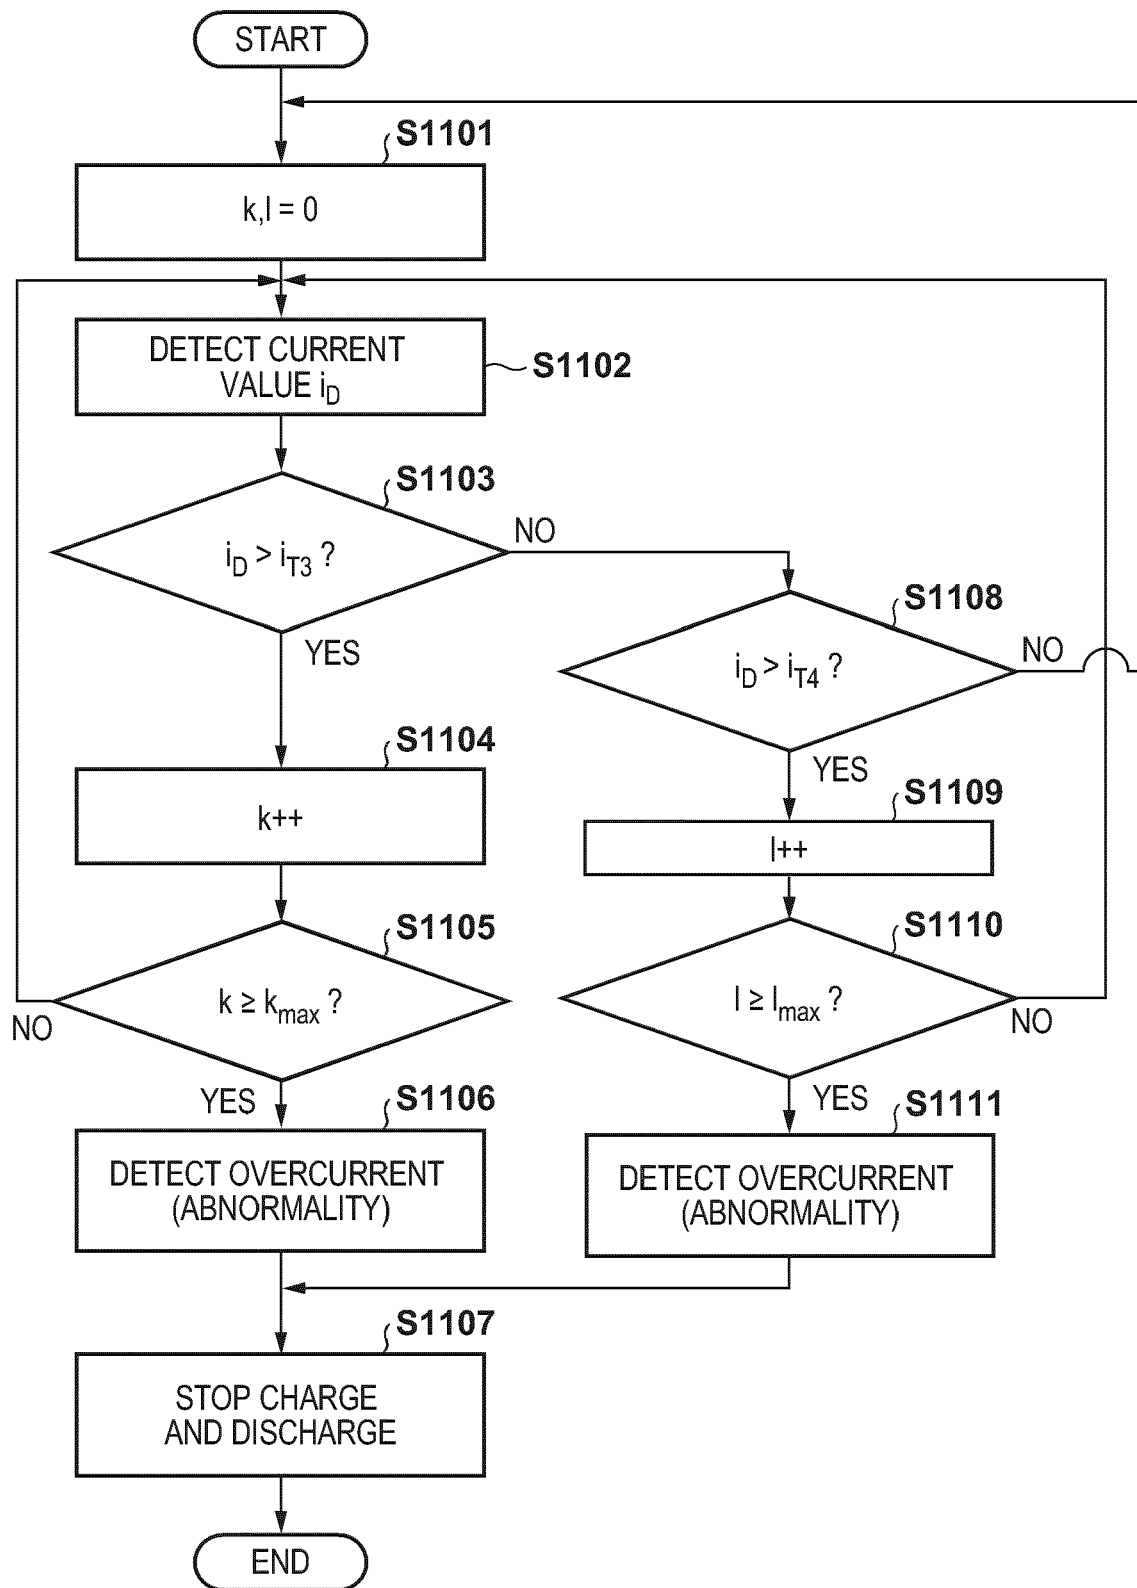 START
S1101
k,l = 0
DETECT CURRENT
VALUE iD
S1102
S1103
iD > iT3 ?
NO
YES
S1108
iD > iT4 ?
NO
YES
S1104
k++
S1109
l++
S1105
k ≥ kmax ?
NO
YES
S1110
l ≥ lmax ?
NO
YES
S1106
DETECT OVERCURRENT
(ABNORMALITY)
S1111
DETECT OVERCURRENT
(ABNORMALITY)
S1107
STOP CHARGE
AND DISCHARGE
END